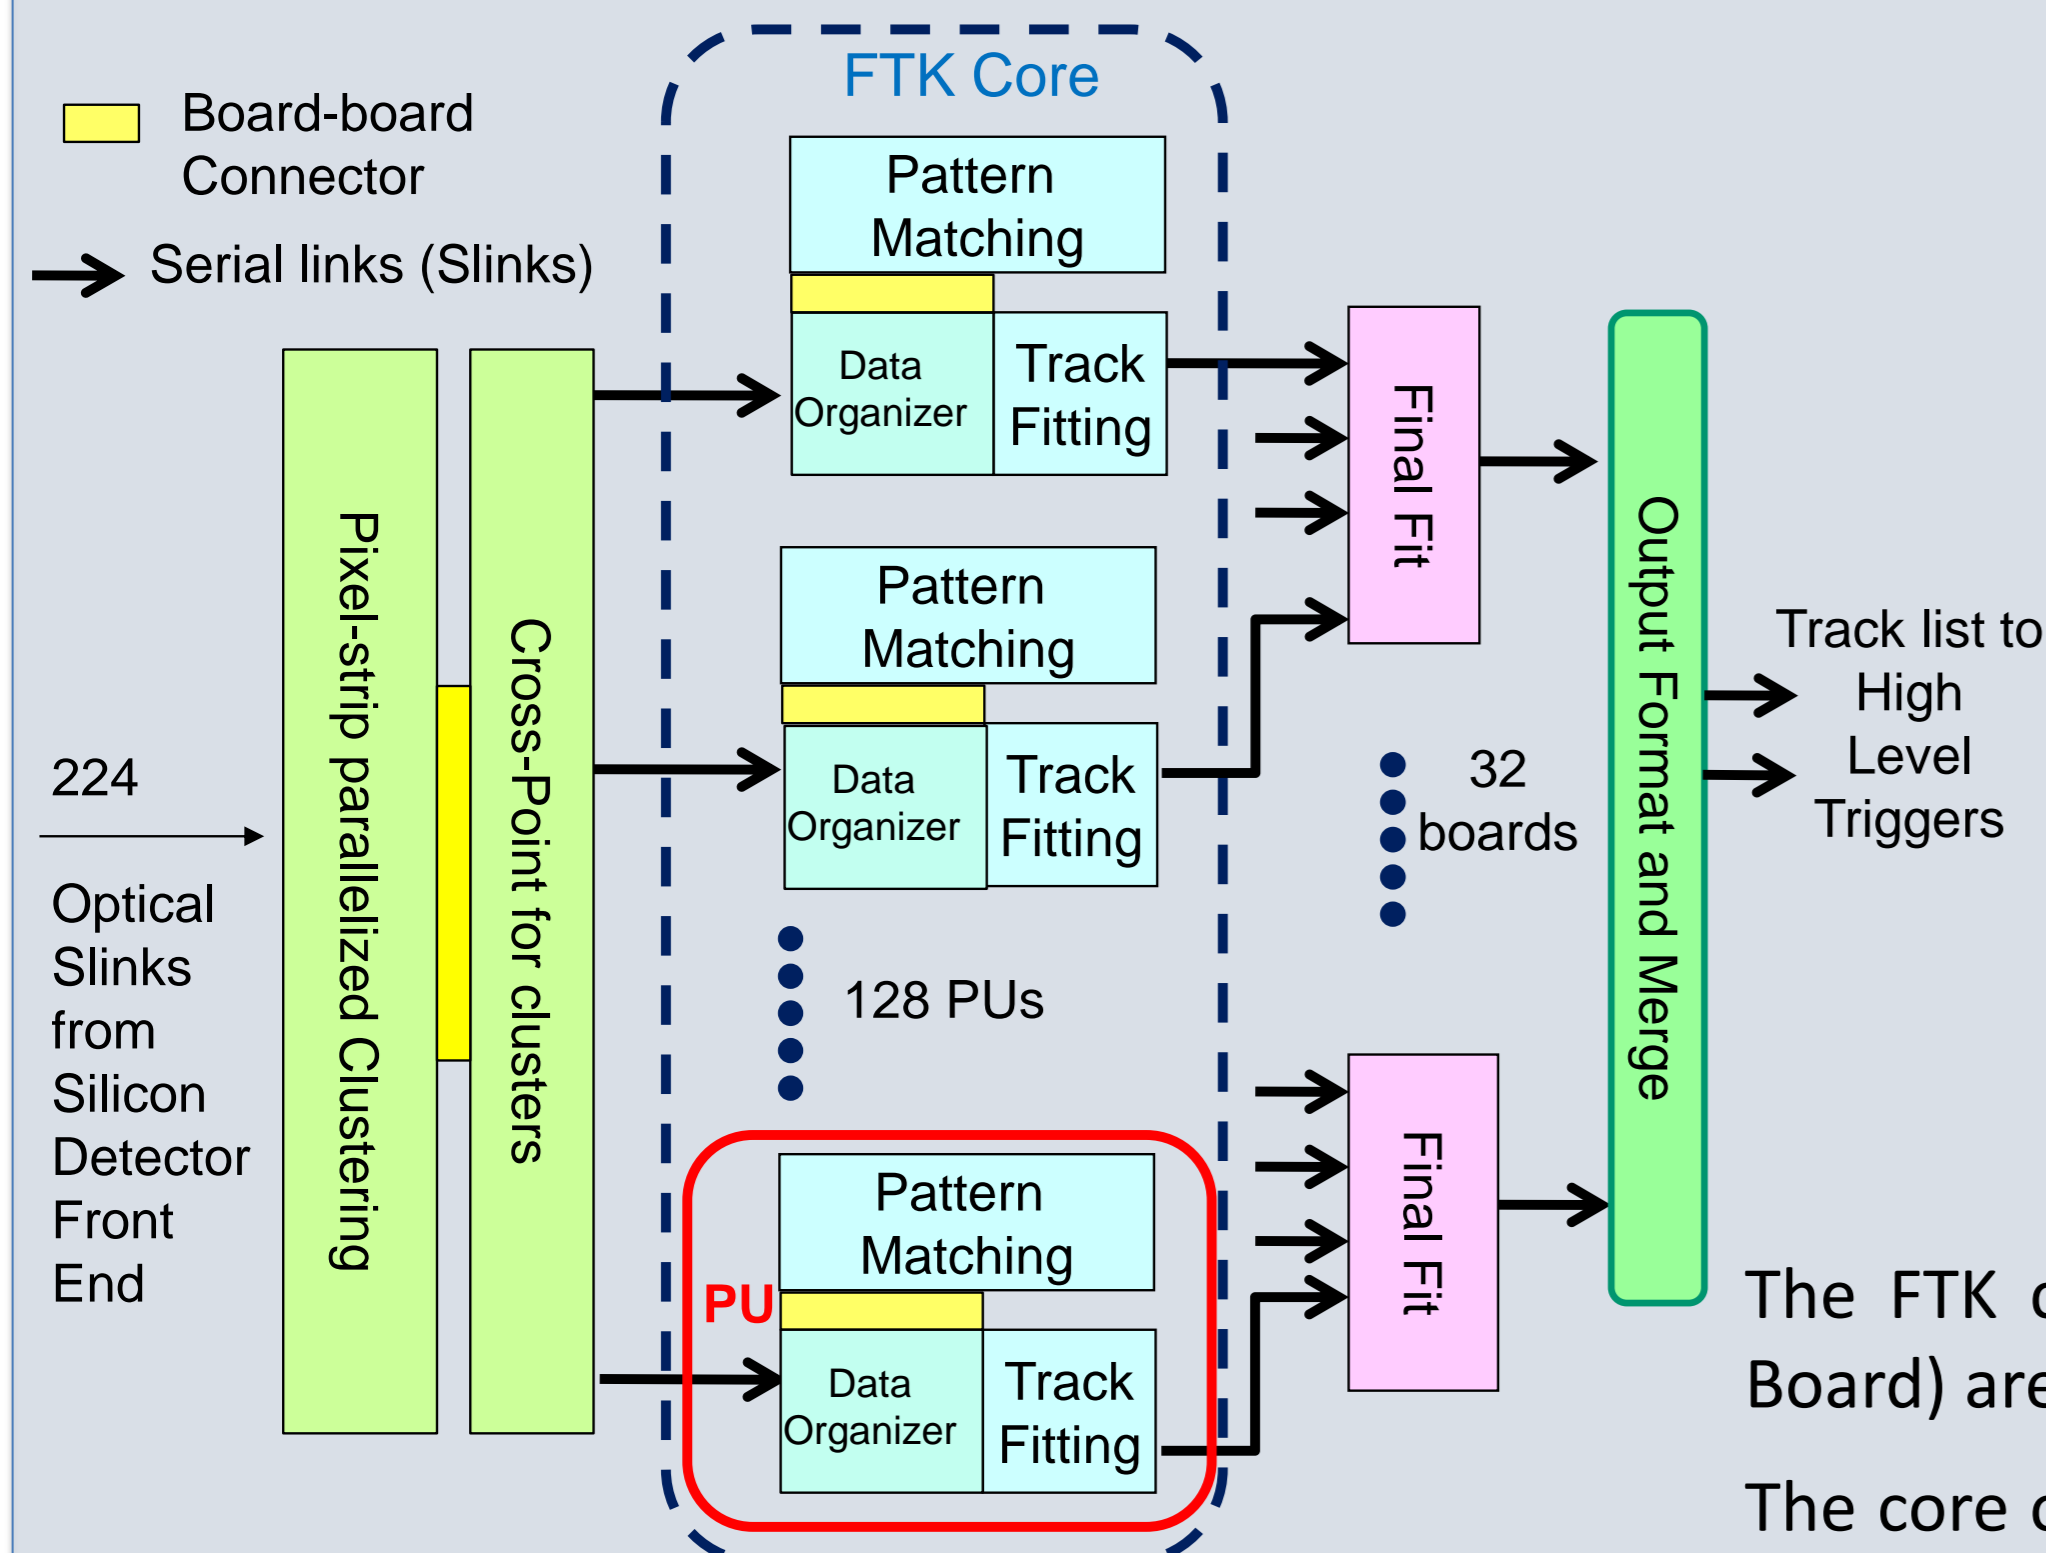 FTK Core
Board-board
Connector
Serial links (Slinks)
Pattern
Matching
Data
Organizer
Track
Fitting
Pattern
Matching
Data
Organizer
Track
Fitting
128 PUs
PU
Pattern
Matching
Data
Organizer
Track
Fitting
224
Optical
Slinks
from
Silicon
Detector
Front
End
Pixel-strip parallelized Clustering
Cross-Point for clusters
Final Fit
32
boards
Final Fit
Output Format and Merge
Track list to
High
Level
Triggers
The FTK
Board) are
The core